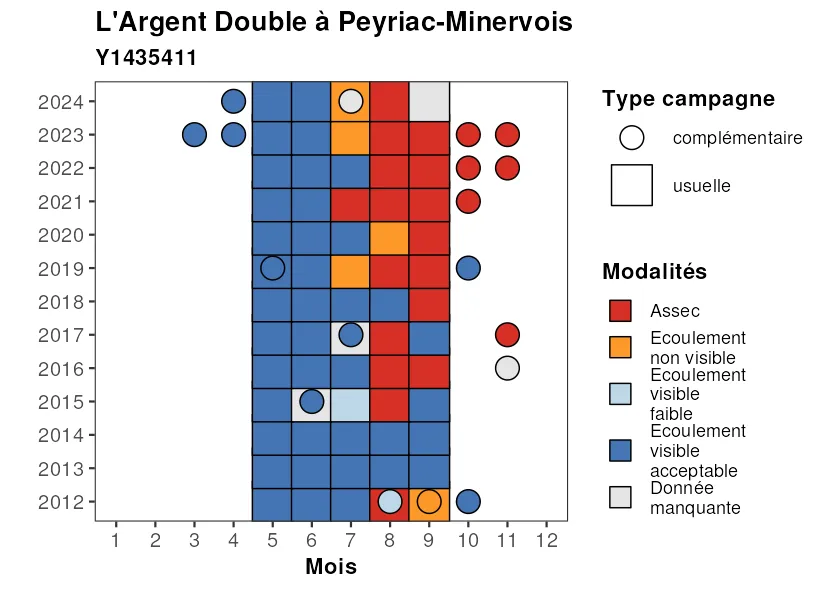 L'Argent Double à Peyriac-Minervois
Y1435411
2024
2023
2022
2021
2020
2019
2018
2017
2016
2015
2014
2013
2012
1 2 3 4 5 6 7 8 9 10 11 12
Mois
Type campagne
complémentaire
usuelle
Modalités
Assec
Ecoulement
non visible
Ecoulement
visible
faible
Ecoulement
visible
acceptable
Donnée
manquante